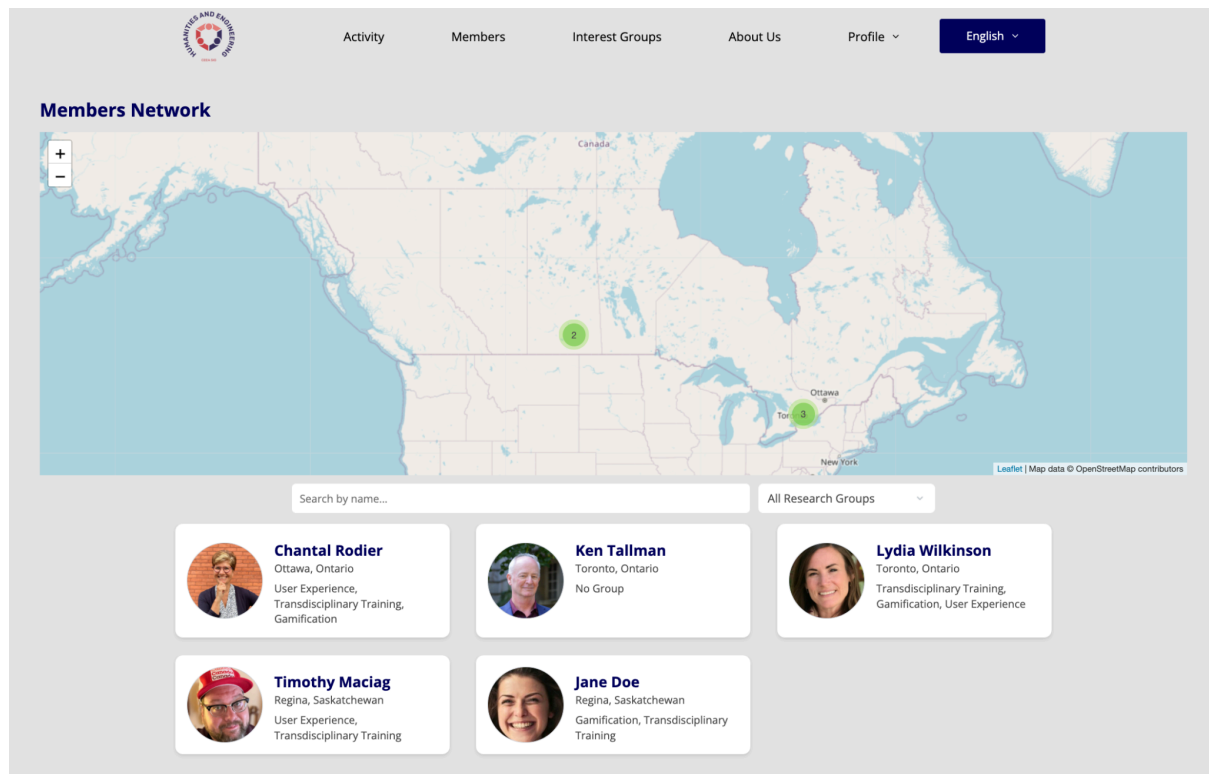 HUMANITIES AND ENGINEERING
Activity
Members
Interest Groups
About Us
Profile
English
Members Network
+
−
Canada
2
Ottawa
3
New York
Leaflet | Map data © OpenStreetMap contributors
Search by name...
All Research Groups
Chantal Rodier
Ottawa, Ontario
User Experience,
Transdisciplinary Training,
Gamification
Ken Tallman
Toronto, Ontario
No Group
Lydia Wilkinson
Toronto, Ontario
Transdisciplinary Training,
Gamification, User Experience
Timothy Maciag
Regina, Saskatchewan
User Experience,
Transdisciplinary Training
Jane Doe
Regina, Saskatchewan
Gamification, Transdisciplinary
Training